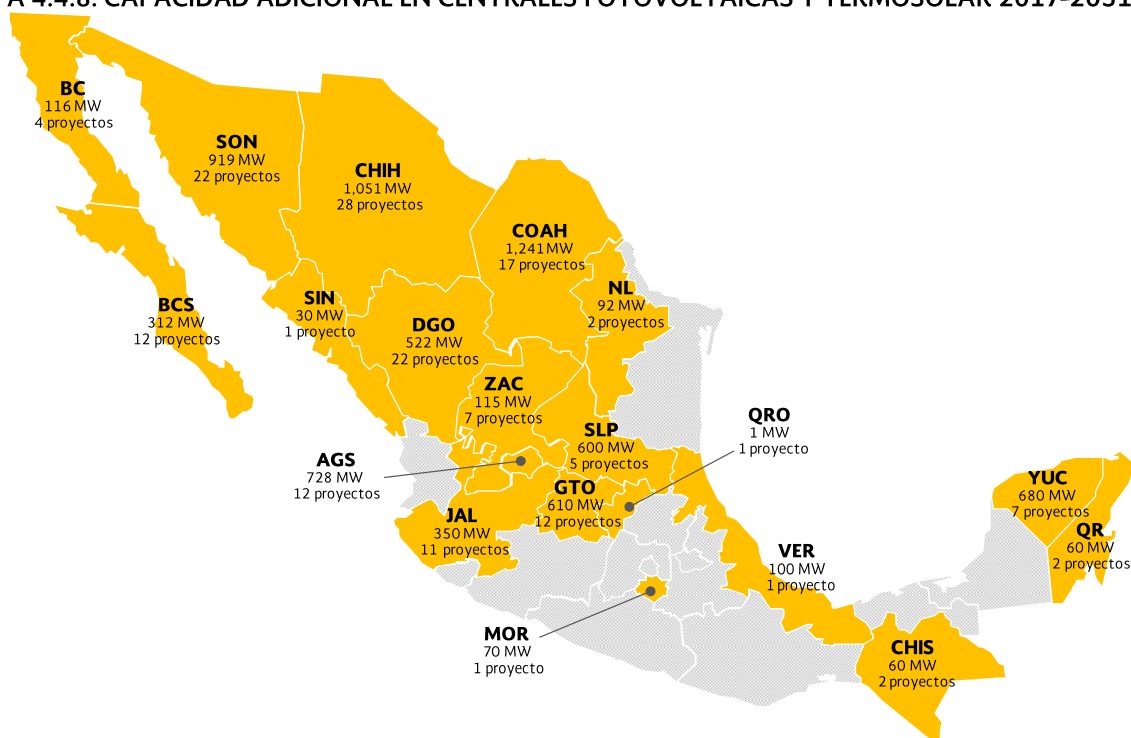 A 4.4.8. CAPACIDAD ADICIONAL EN CENTRALES FOTOVOLTAICAS Y TERMOSOLAR 2017-2031
BC
116 MW
4 proyectos
SON
919 MW
22 proyectos
CHIH
1,051 MW
28 proyectos
COAH
1,241 MW
17 proyectos
NL
92 MW
2 proyectos
BCS
312 MW
12 proyectos
SIN
30 MW
1 proyecto
DGO
522 MW
22 proyectos
ZAC
115 MW
7 proyectos
QRO
1 MW
1 proyecto
SLP
600 MW
5 proyectos
AGS
728 MW
12 proyectos
GTO
610 MW
12 proyectos
YUC
680 MW
7 proyectos
JAL
350 MW
11 proyectos
QR
60 MW
2 proyectos
VER
100 MW
1 proyecto
MOR
70 MW
1 proyecto
CHIS
60 MW
2 proyectos